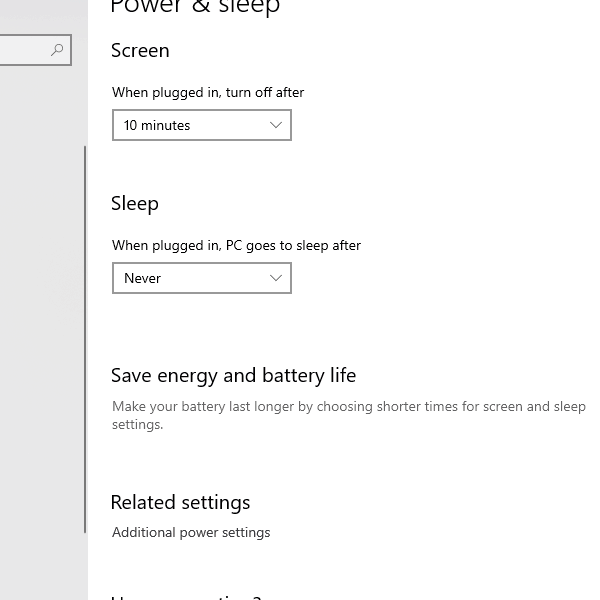 Power & sleep
Screen
When plugged in, turn off after
10 minutes
Sleep
When plugged in, PC goes to sleep after
Never
Save energy and battery life
Make your battery last longer by choosing shorter times for screen and sleep
settings.
Related settings
Additional power settings